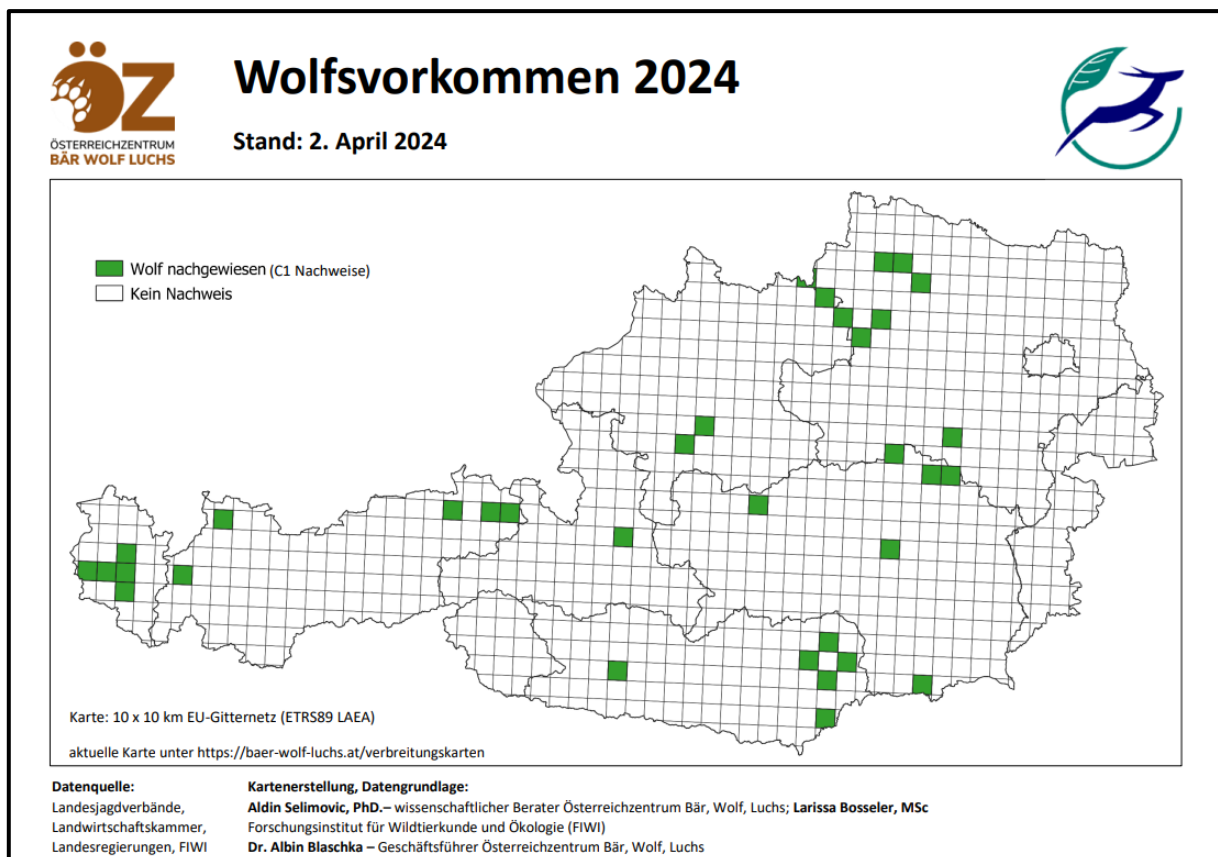 ÖZ
ÖSTERREICHZENTRUM
BÄR WOLF LUCHS
Wolfsvorkommen 2024
Stand: 2. April 2024
Wolf nachgewiesen (C1 Nachweise)
Kein Nachweis
Karte: 10 x 10 km EU-Gitternetz (ETRS89 LAEA)
aktuelle Karte unter https://baer-wolf-luchs.at/verbreitungskarten
Datenquelle:
Landesjagdverbände,
Landwirtschaftskammer,
Landesregierungen, FIWI
Kartenerstellung, Datengrundlage:
Aldin Selimovic, PhD.– wissenschaftlicher Berater Österreichzentrum Bär, Wolf, Luchs; Larissa Bosseler, MSc
Forschungsinstitut für Wildtierkunde und Ökologie (FIWI)
Dr. Albin Blaschka – Geschäftsführer Österreichzentrum Bär, Wolf, Luchs